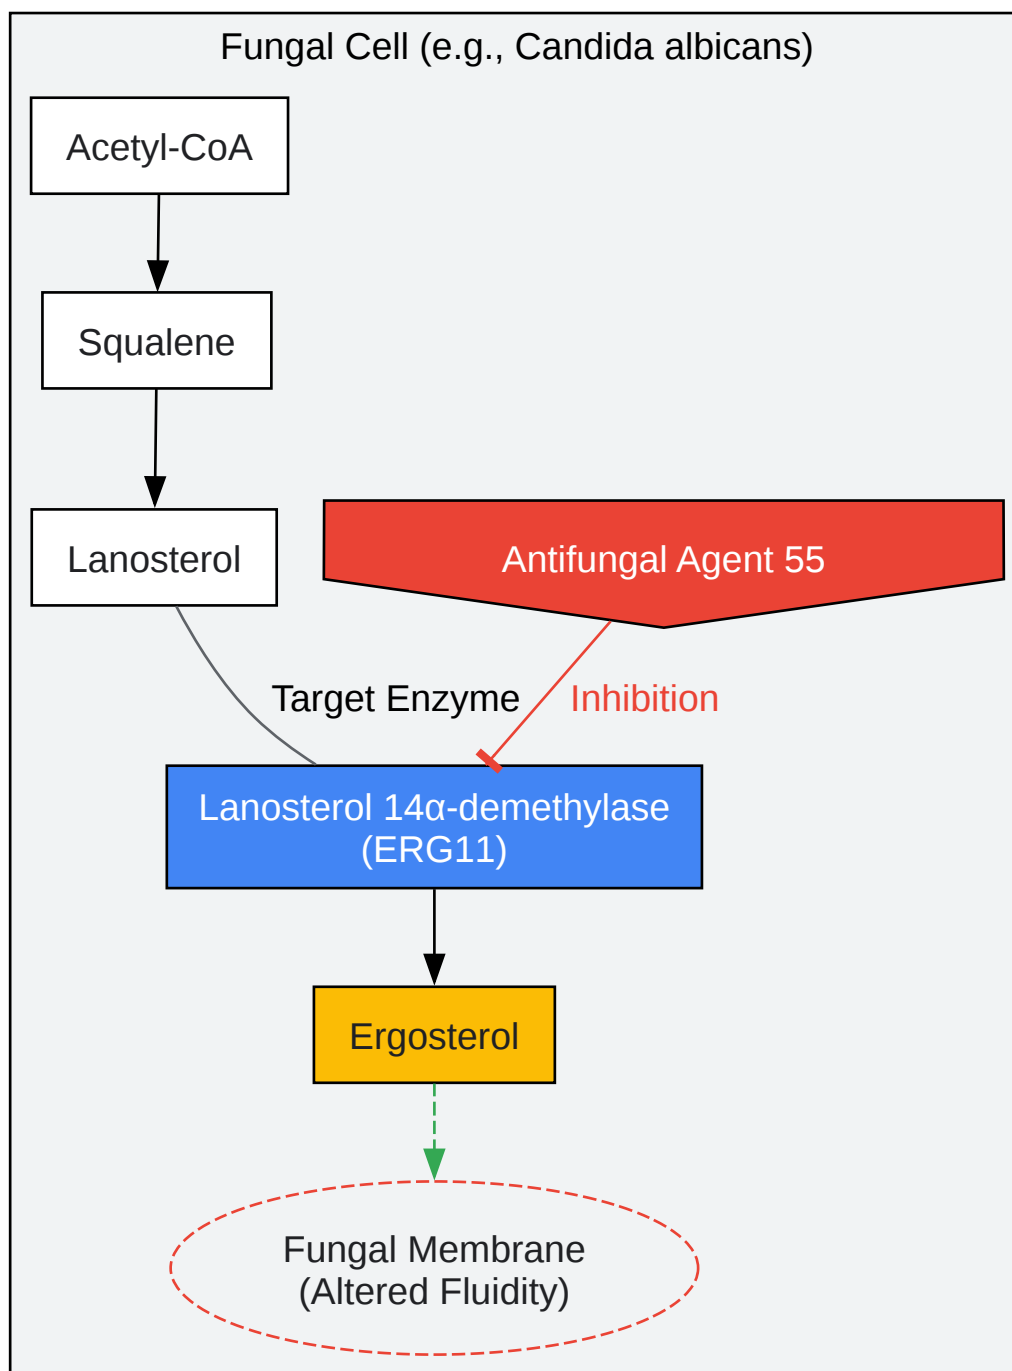 Fungal Cell (e.g., Candida albicans)
Acetyl-CoA
Squalene
Lanosterol
Antifungal Agent 55
Target Enzyme
Inhibition
Lanosterol 14α-demethylase
(ERG11)
Ergosterol
Fungal Membrane
(Altered Fluidity)